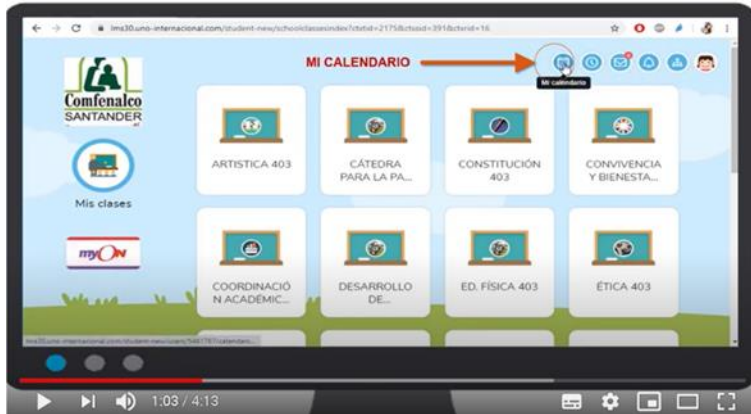 lms30.uno-internacional.com/student-new/schoolclassesindex?ctetid=2175&ctssid=391&cterid=16
MI CALENDARIO
Mi calendario
Comfenalco
SANTANDER
Mis clases
myON
ARTISTICA 403
CÁTEDRA
PARA LA PA...
CONSTITUCIÓN
403
CONVIVENCIA
Y BIENESTA...
COORDINACIÓ
N ACADÉMIC...
DESARROLLO
DE...
ED. FÍSICA 403
ÉTICA 403
1:03 / 4:13